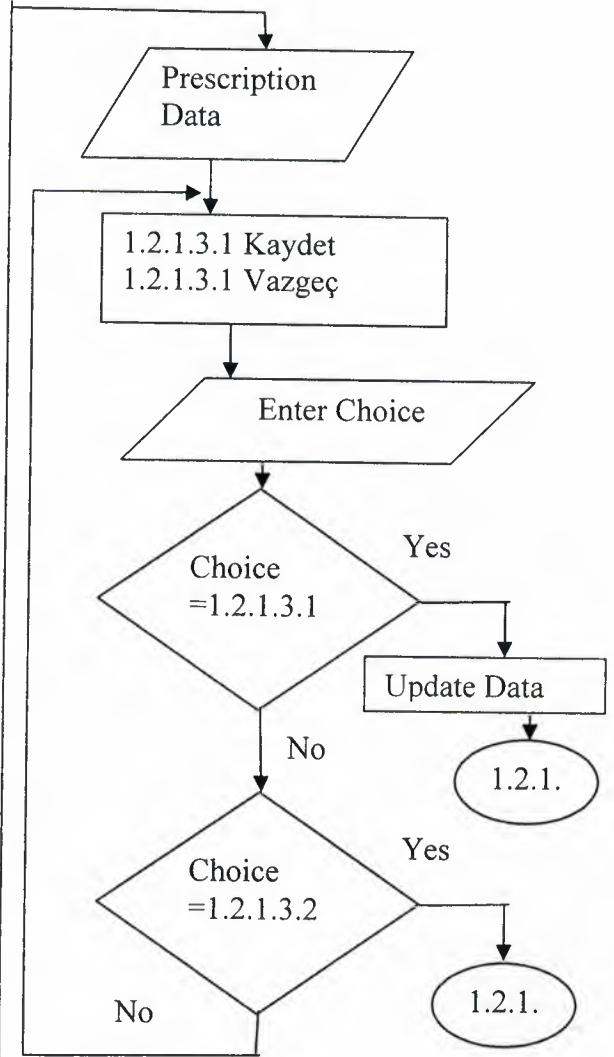 Prescription
Data
1.2.1.3.1 Kaydet
1.2.1.3.1 Vazgeç
Enter Choice
Choice
=1.2.1.3.1
Yes
Update Data
1.2.1.
No
Choice
=1.2.1.3.2
Yes
1.2.1.
No